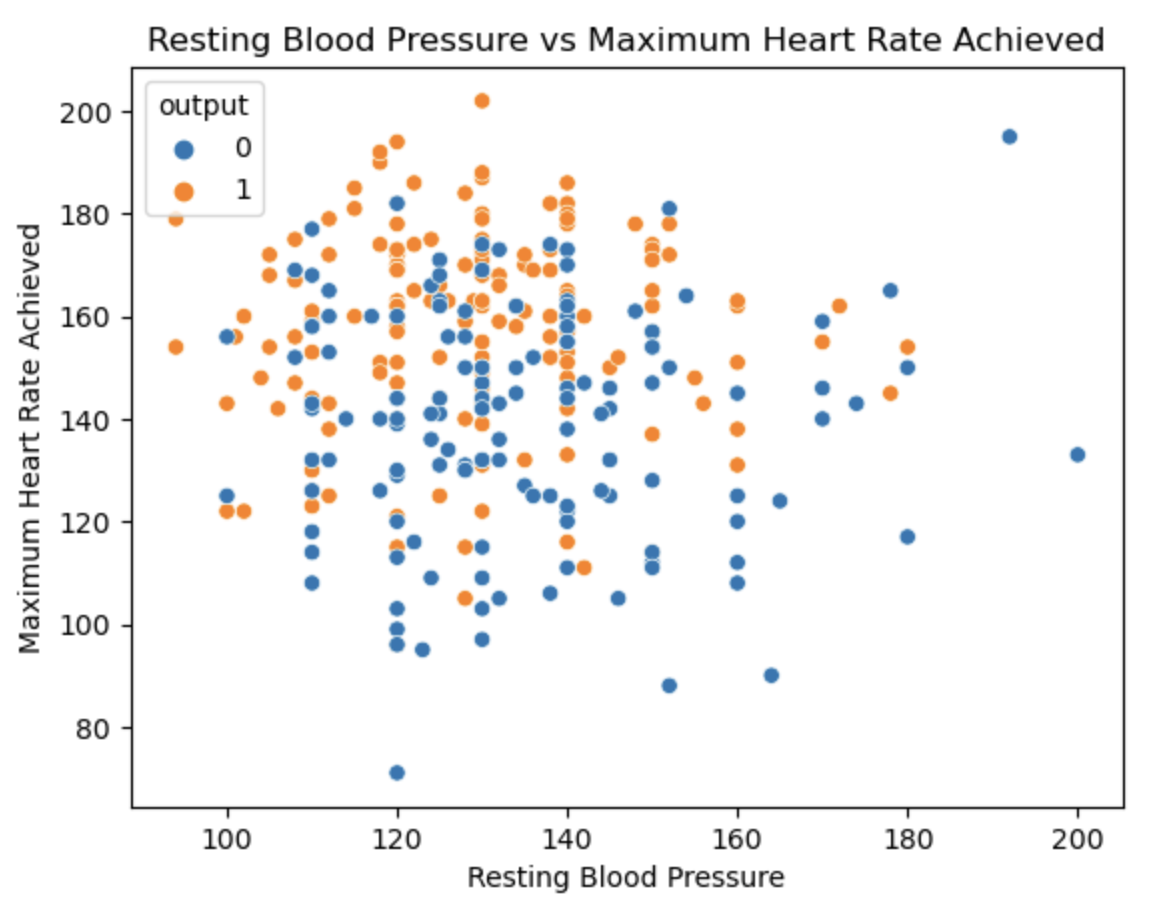 Resting Blood Pressure vs Maximum Heart Rate Achieved
output
0
1
200
180
160
140
120
100
80
Maximum Heart Rate Achieved
100 120 140 160 180 200
Resting Blood Pressure